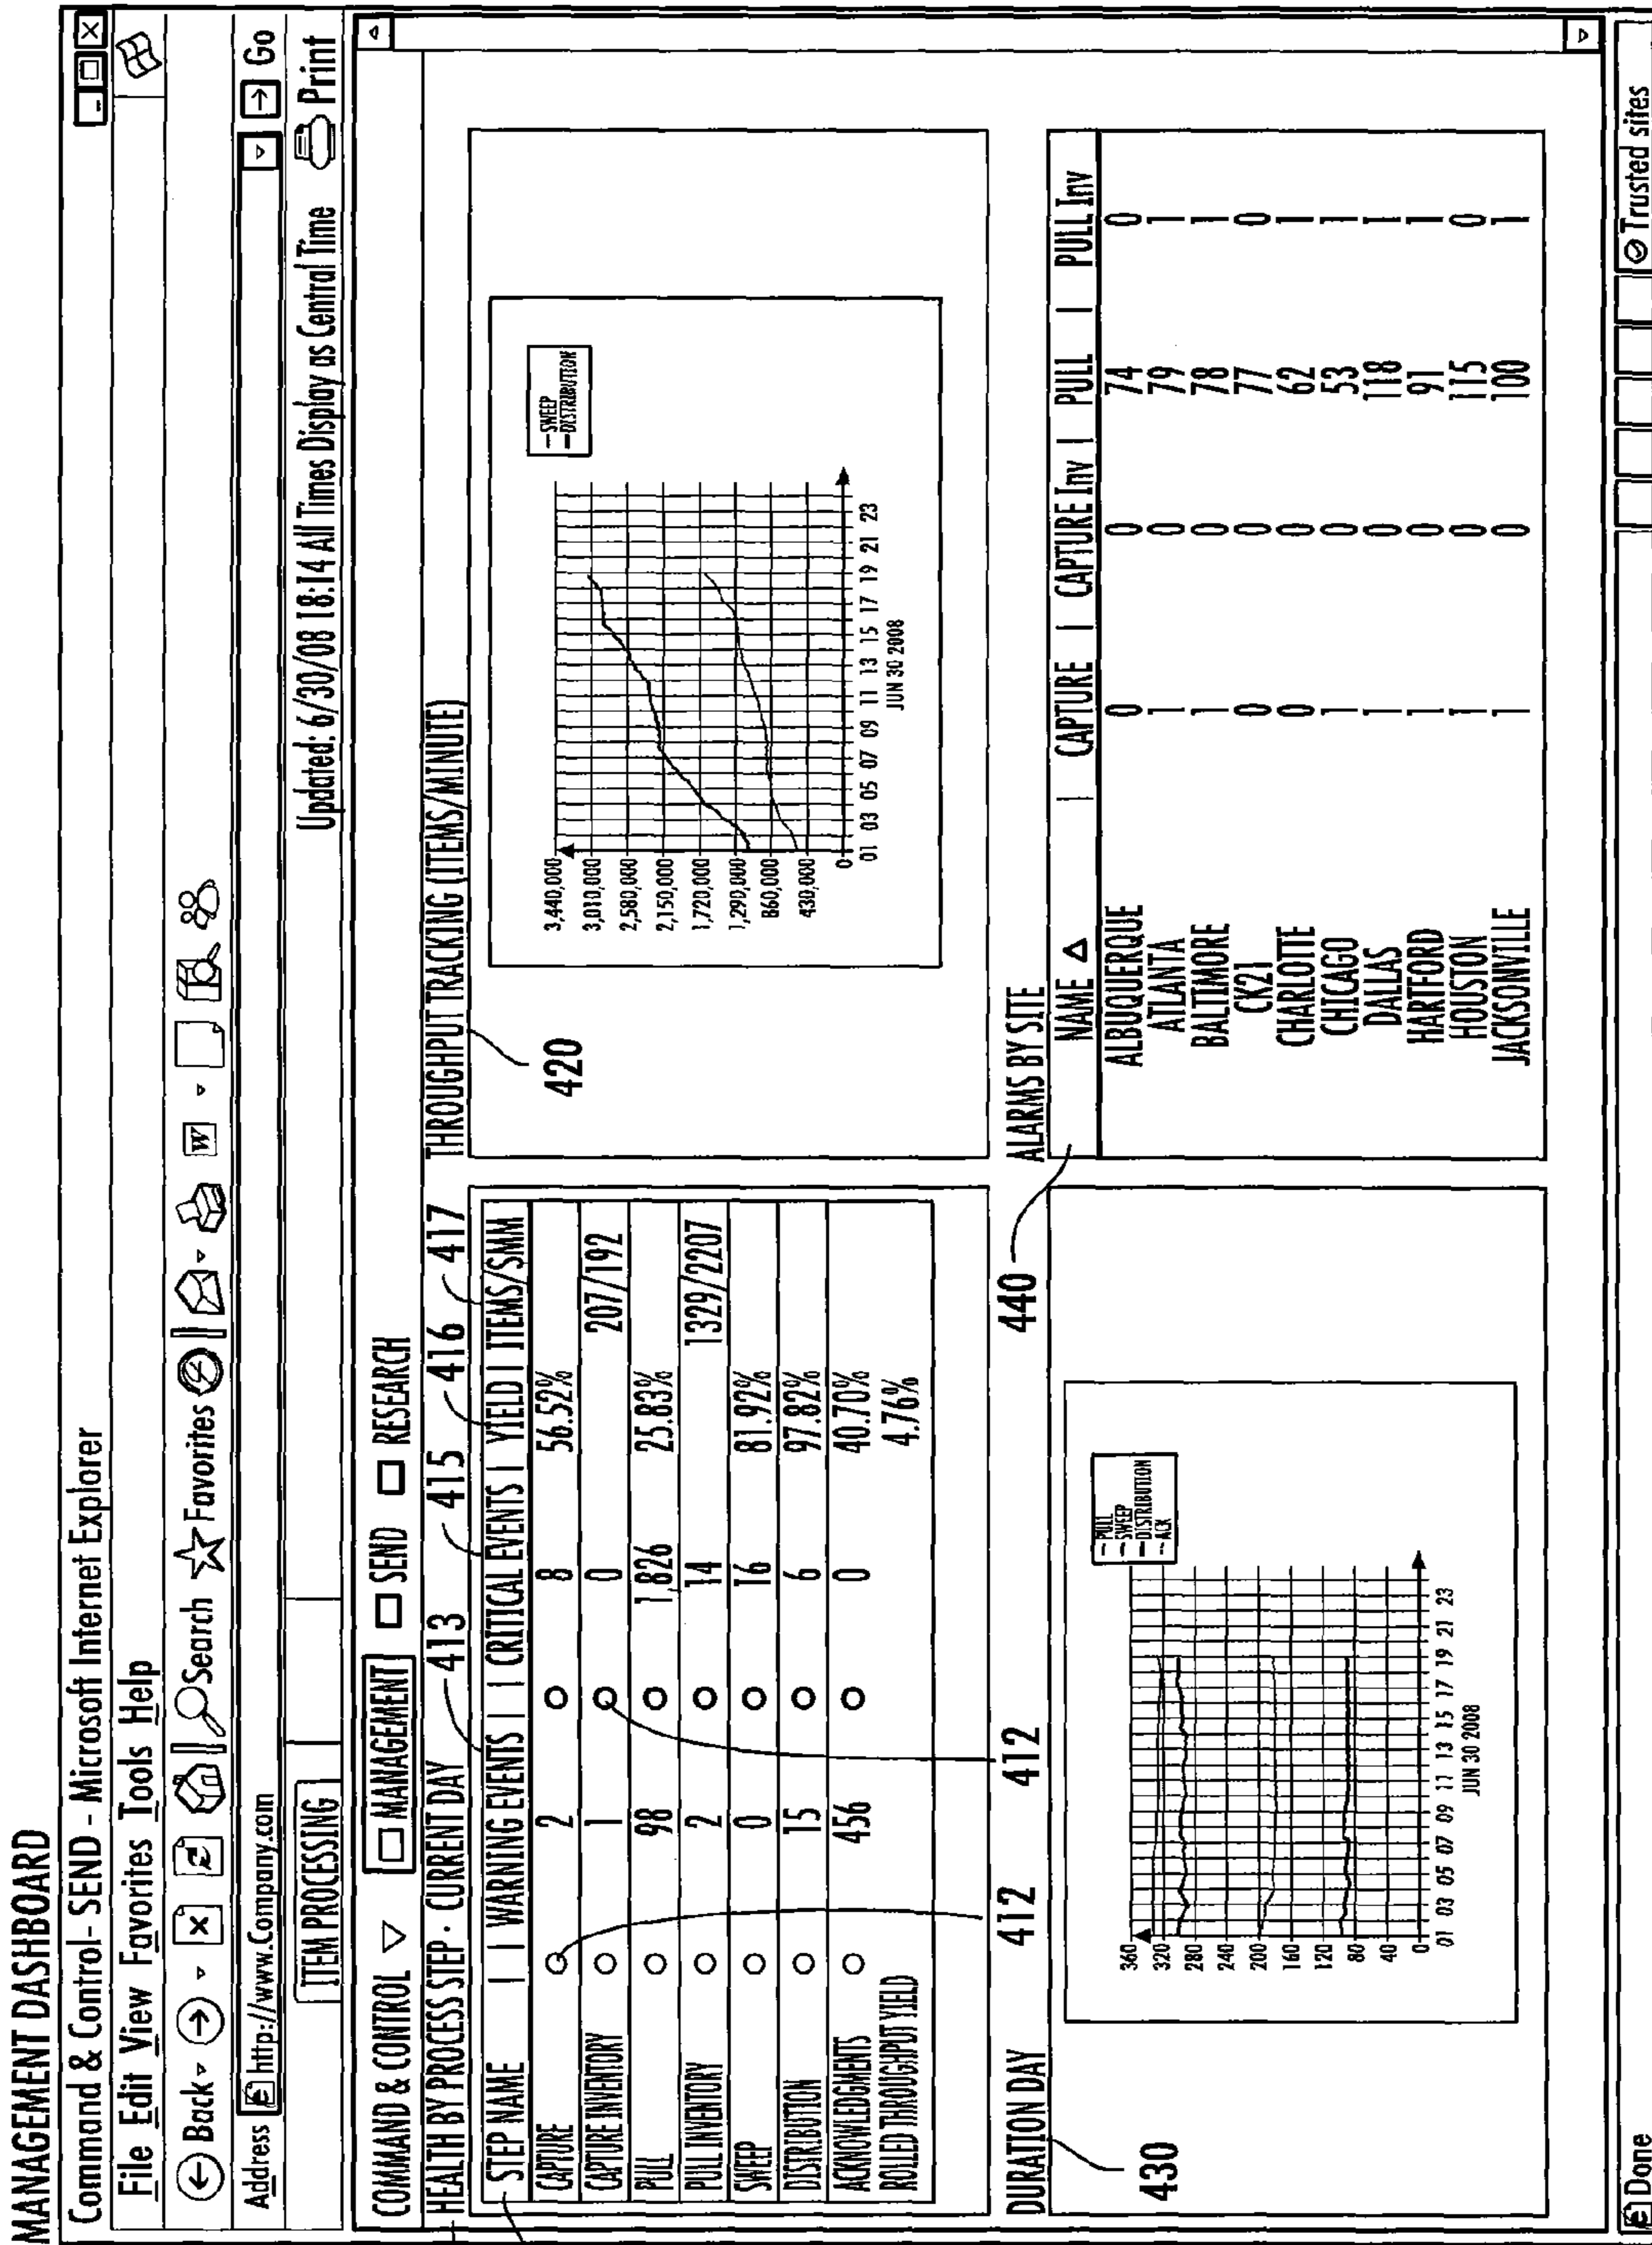 MANAGEMENT DASHBOARD
Command & Control- SEND - Microsoft Internet Explorer
File Edit View Favorites Tools Help
Back Search Favorites W
Address http://www.Company.com Go
ITEM PROCESSING
Updated: 6/30/08 18:14 All Times Display as Central Time Print
COMMAND & CONTROL MANAGEMENT SEND RESEARCH
HEALTH BY PROCESS STEP · CURRENT DAY 413 415 416 417
STEP NAME | | WARNING EVENTS | | CRITICAL EVENTS | YIELD | ITEMS/SMM
CAPTURE 2 8 56.52%
CAPTURE INVENTORY 1 0 207/192
PULL 98 1826 25.83%
PULL INVENTORY 2 14 1329/2207
SWEEP 0 16 81.92%
DISTRIBUTION 15 6 97.82%
ACKNOWLEDGMENTS 456 0 40.70%
ROLLED THROUGHPUT YIELD 4.76%
412 412
THROUGHPUT TRACKING (ITEMS/MINUTE)
420
SWEEP
DISTRIBUTION
3,440,000
3,010,000
2,580,000
2,150,000
1,720,000
1,290,000
860,000
430,000
0
01 03 05 07 09 11 13 15 17 19 21 23
JUN 30 2008
DURATION DAY
430
PULL
SWEEP
DISTRIBUTION
ACK
360
320
280
240
200
160
120
80
40
0
01 03 05 07 09 11 13 15 17 19 21 23
JUN 30 2008
440
ALARMS BY SITE
NAME | CAPTURE | CAPTURE Inv | PULL | PULL Inv
ALBUQUERQUE 0 0 74 0
ATLANTA 1 0 79 1
BALTIMORE 1 0 78 1
CK21 0 0 77 0
CHARLOTTE 0 0 62 1
CHICAGO 1 0 53 1
DALLAS 1 0 118 1
HARTFORD 1 0 91 1
HOUSTON 1 0 115 0
JACKSONVILLE 1 0 100 1
Done Trusted sites